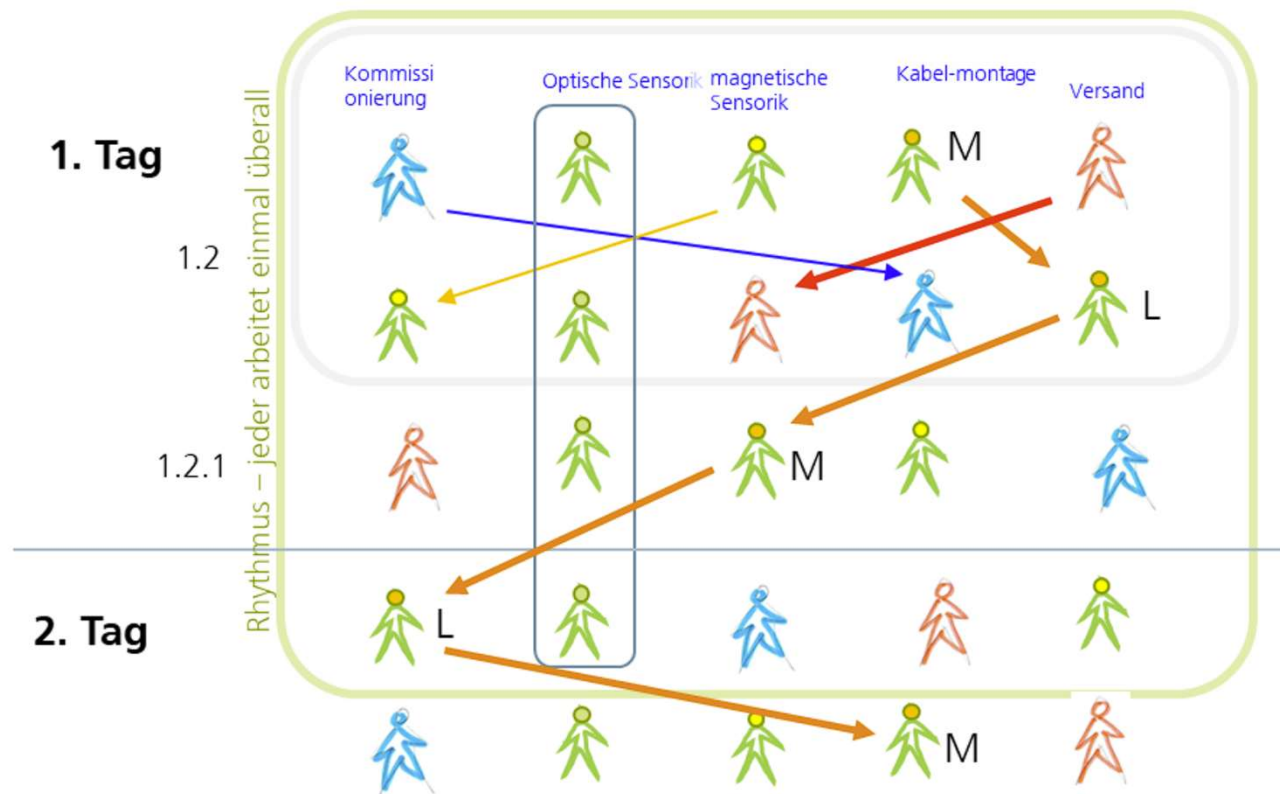 Kommissi
onierung
Optische Sensorik
magnetische
Sensorik
Kabel-montage
Versand
1. Tag
M
1.2
L
1.2.1
M
Rhythmus – jeder arbeitet einmal überall
2. Tag
L
M